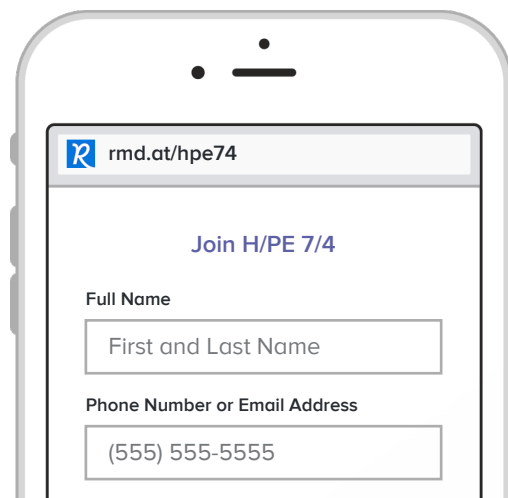 rmd.at/hpe74
Join H/PE 7/4
Full Name
First and Last Name
Phone Number or Email Address
(555) 555-5555